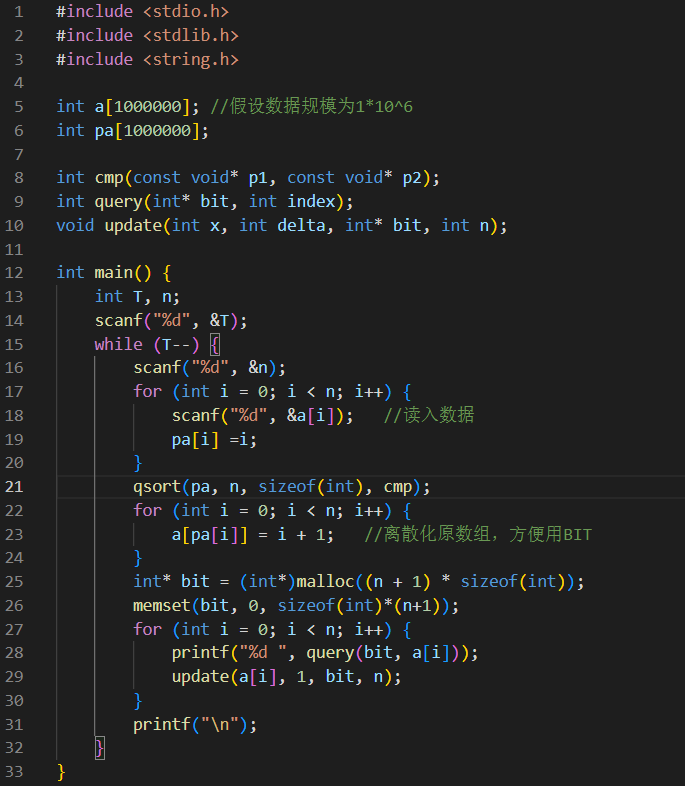 1 #include <stdio.h>
2 #include <stdlib.h>
3 #include <string.h>
4
5 int a[1000000]; //假设数据规模为1*10^6
6 int pa[1000000];
7
8 int cmp(const void* p1, const void* p2);
9 int query(int* bit, int index);
10 void update(int x, int delta, int* bit, int n);
11
12 int main() {
13     int T, n;
14     scanf("%d", &T);
15     while (T--) {
16         scanf("%d", &n);
17         for (int i = 0; i < n; i++) {
18             scanf("%d", &a[i]);   //读入数据
19             pa[i] =i;
20         }
21         qsort(pa, n, sizeof(int), cmp);
22         for (int i = 0; i < n; i++) {
23             a[pa[i]] = i + 1;   //离散化原数组，方便用BIT
24         }
25         int* bit = (int*)malloc((n + 1) * sizeof(int));
26         memset(bit, 0, sizeof(int)*(n+1));
27         for (int i = 0; i < n; i++) {
28             printf("%d ", query(bit, a[i]));
29             update(a[i], 1, bit, n);
30         }
31         printf("\n");
32     }
33 }